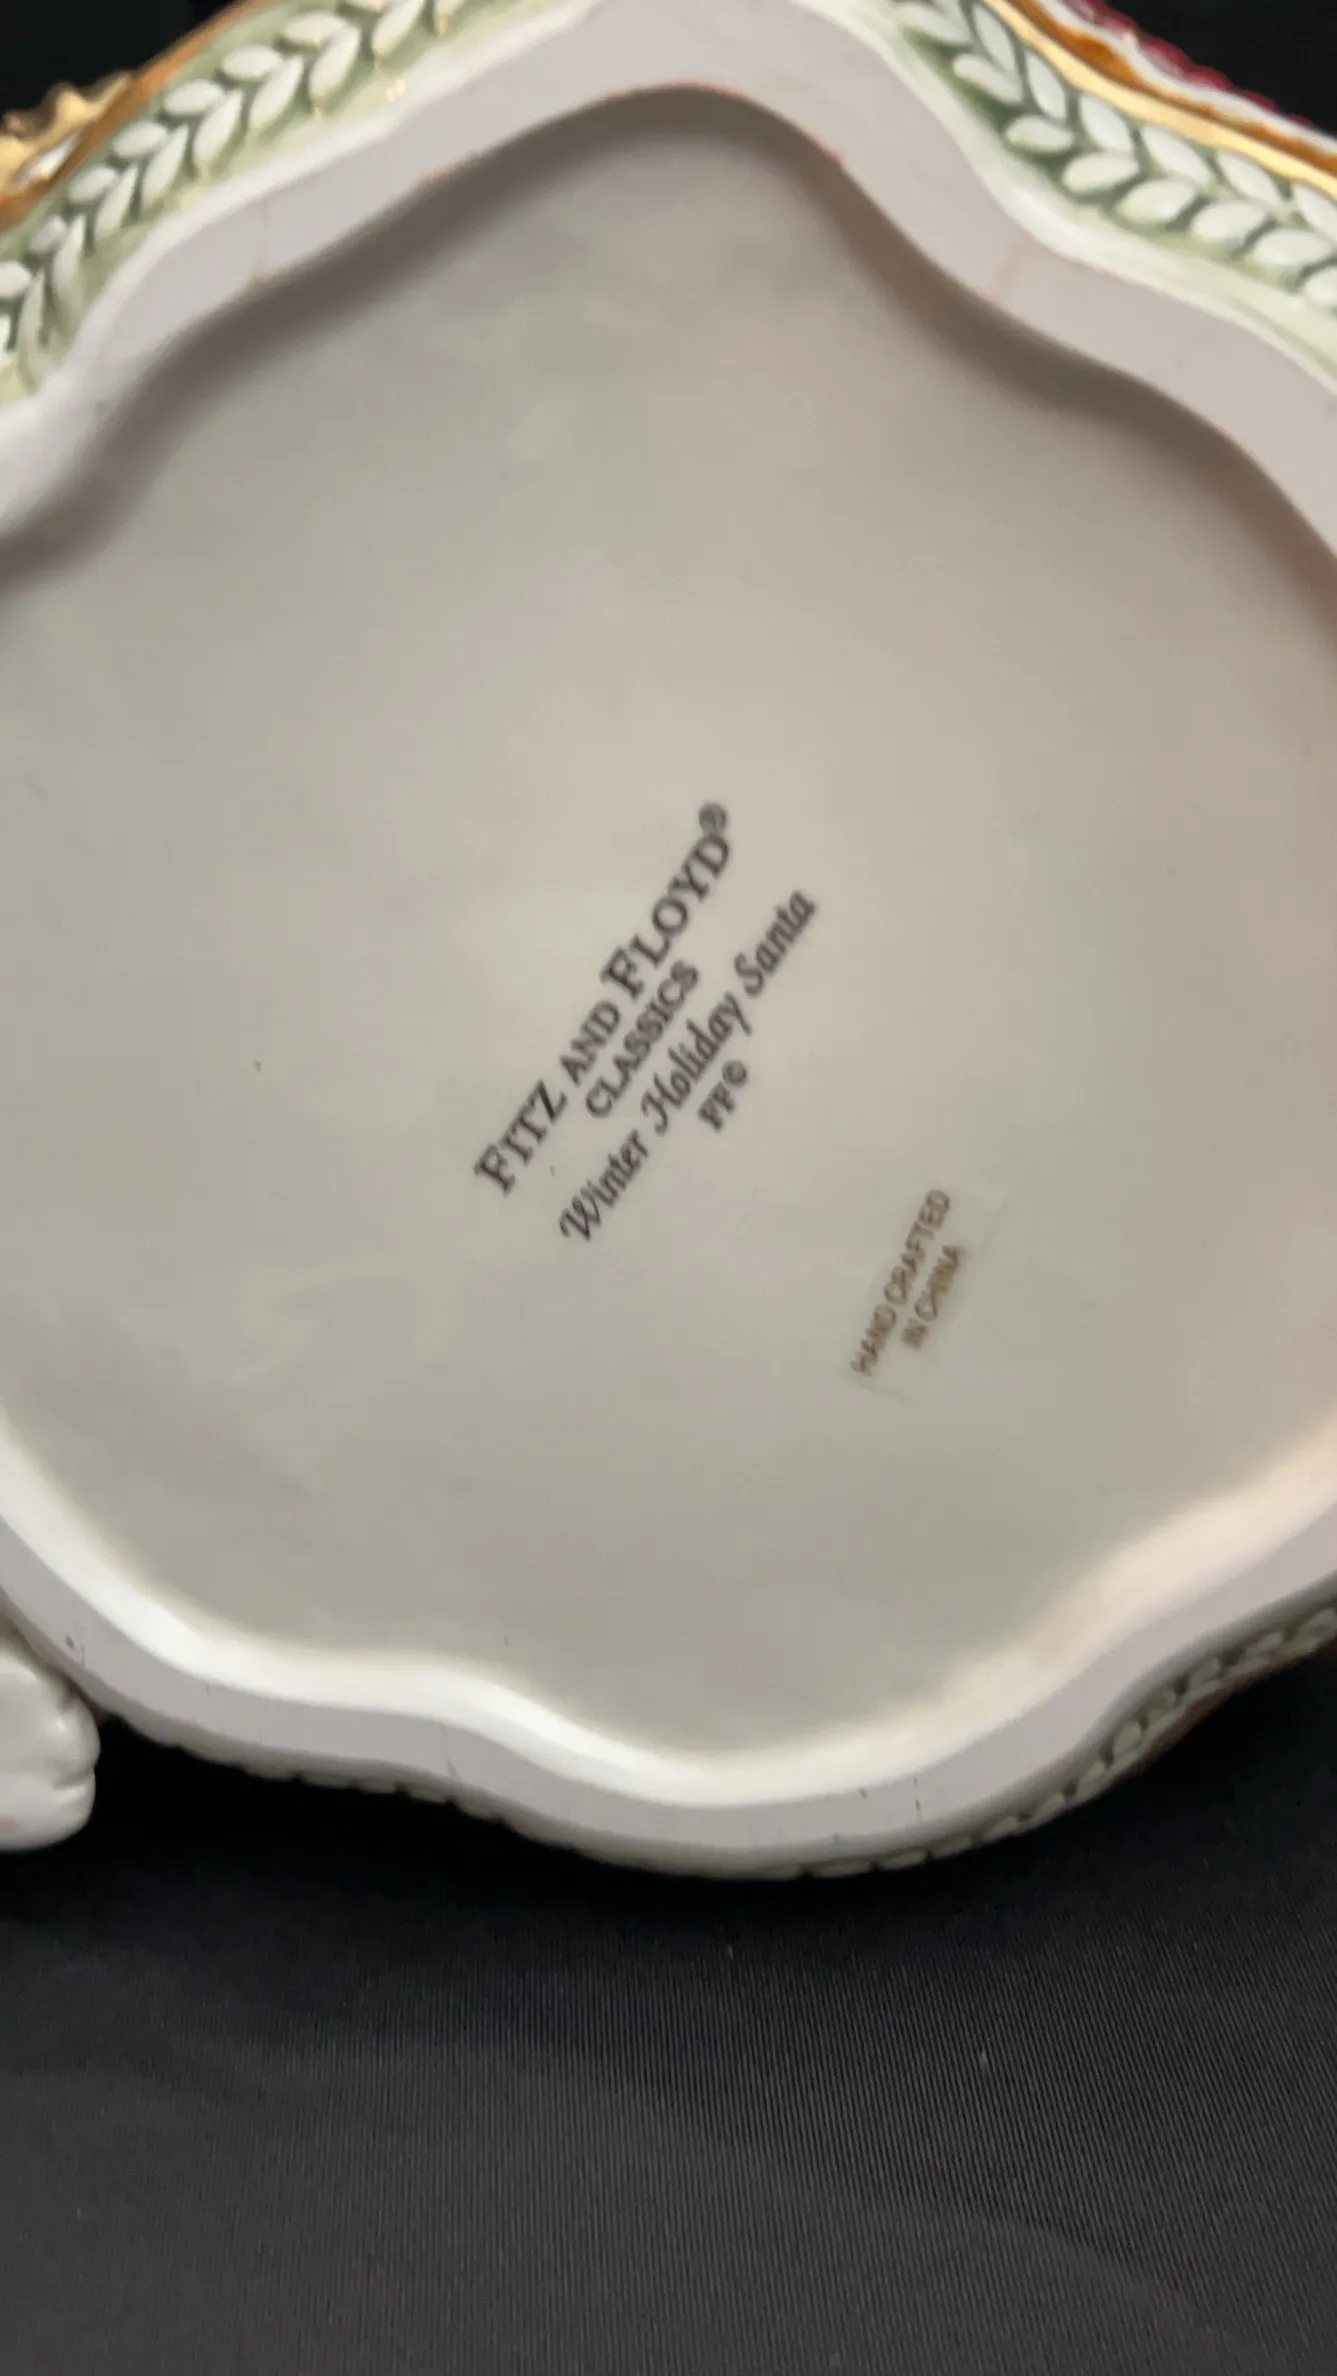 FITZ AND FLOYD®
CLASSICS
Winter Holiday Santa
FF©
HAND CRAFTED
IN CHINA